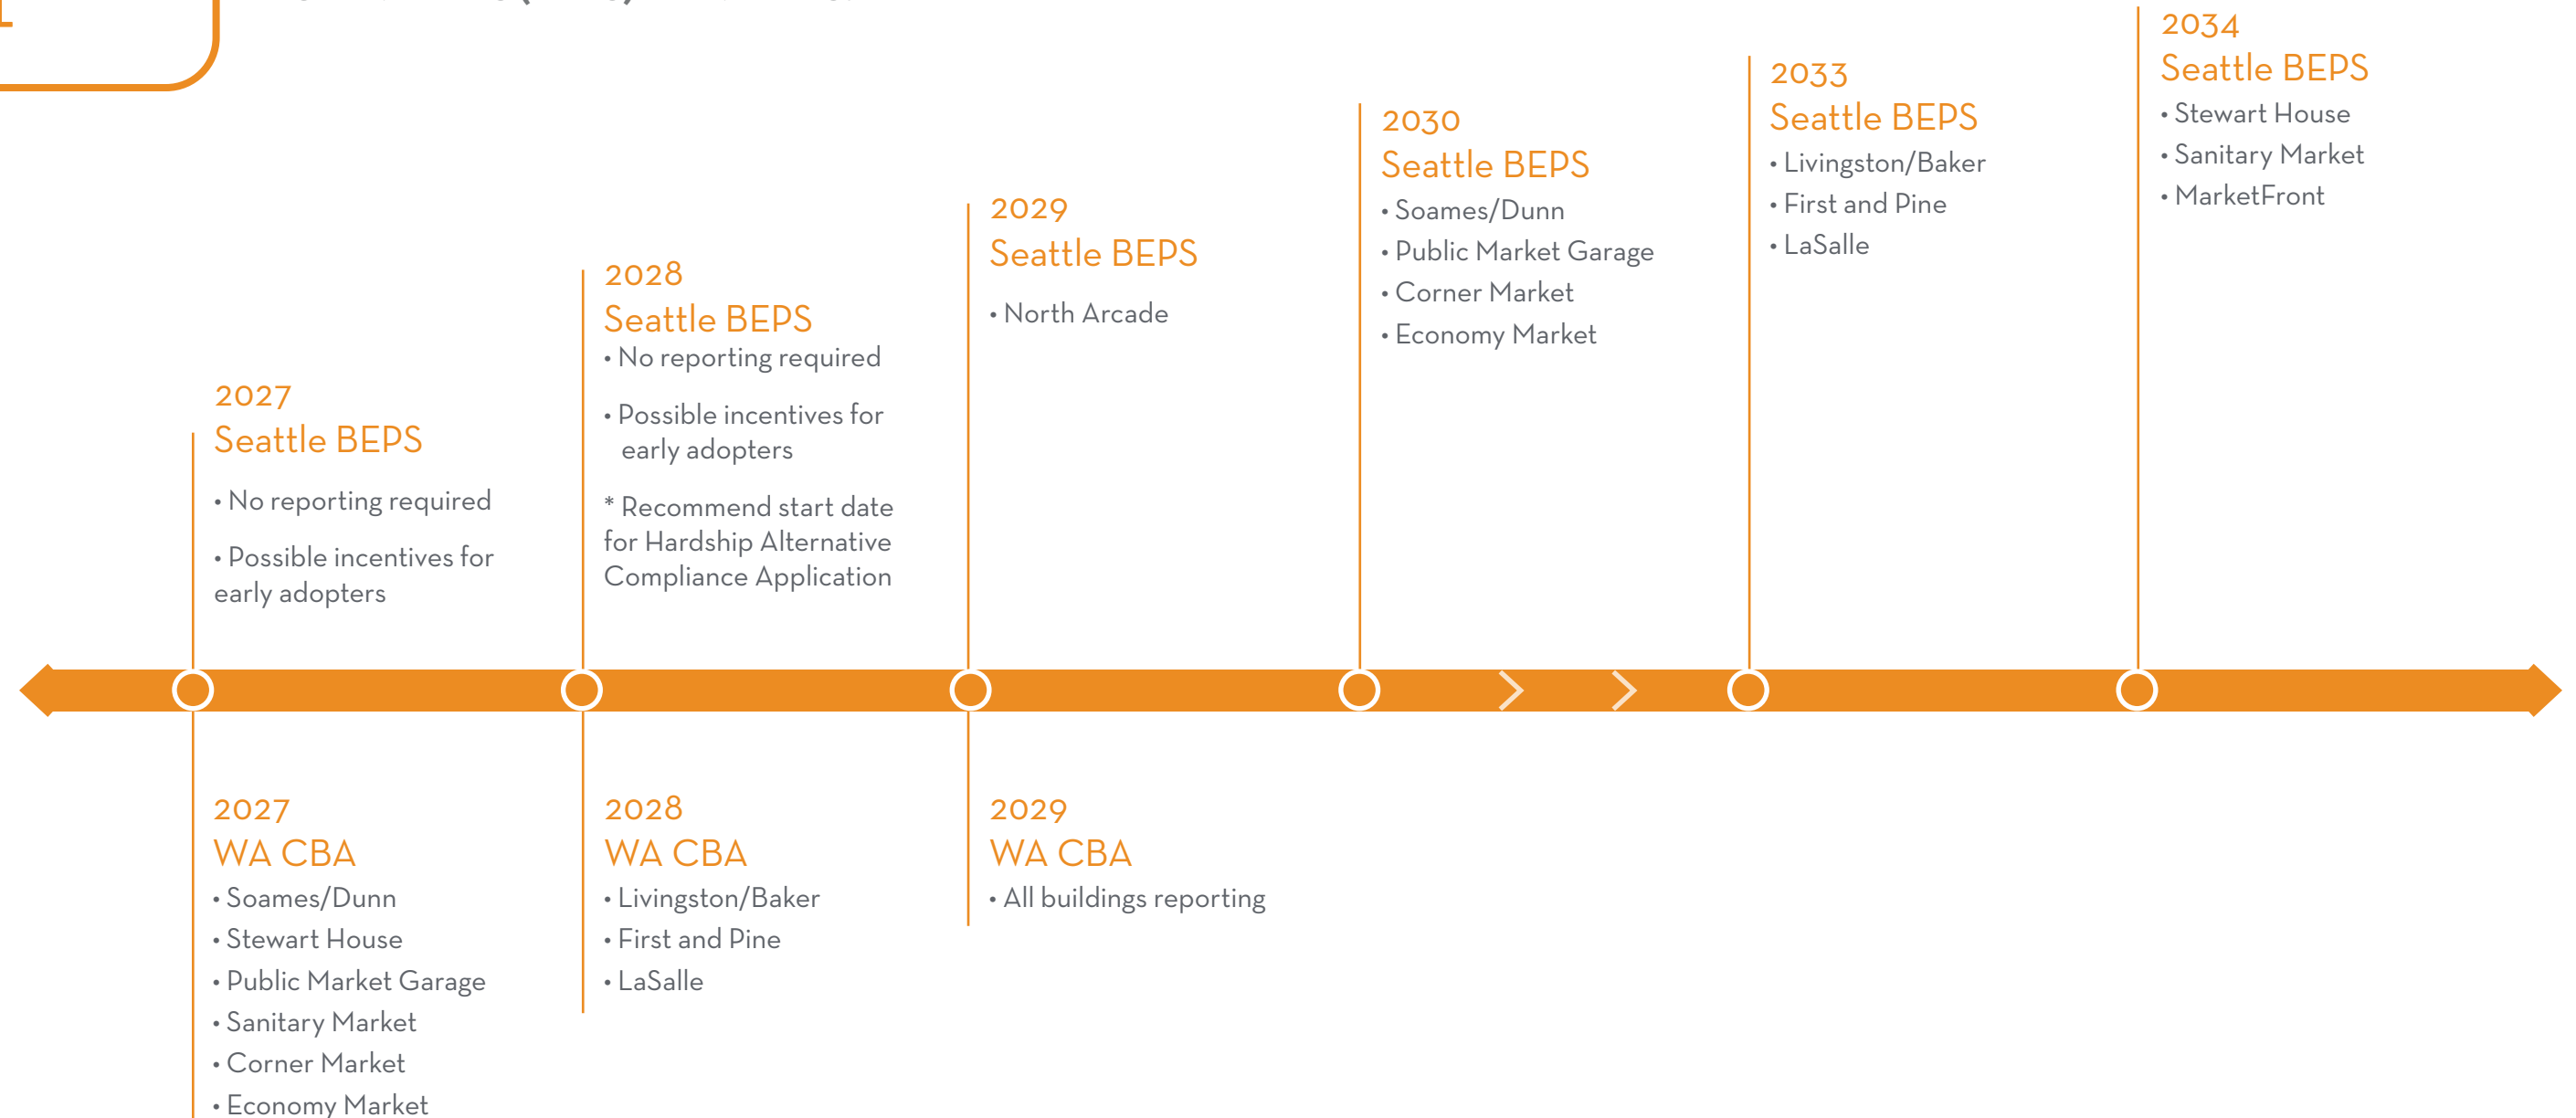 2027
Seattle BEPS
• No reporting required
• Possible incentives for
early adopters
2028
Seattle BEPS
• No reporting required
• Possible incentives for
early adopters
* Recommend start date
for Hardship Alternative
Compliance Application
2029
Seattle BEPS
• North Arcade
2030
Seattle BEPS
• Soames/Dunn
• Public Market Garage
• Corner Market
• Economy Market
2033
Seattle BEPS
• Livingston/Baker
• First and Pine
• LaSalle
2034
Seattle BEPS
• Stewart House
• Sanitary Market
• MarketFront
2027
WA CBA
• Soames/Dunn
• Stewart House
• Public Market Garage
• Sanitary Market
• Corner Market
• Economy Market
2028
WA CBA
• Livingston/Baker
• First and Pine
• LaSalle
2029
WA CBA
• All buildings reporting